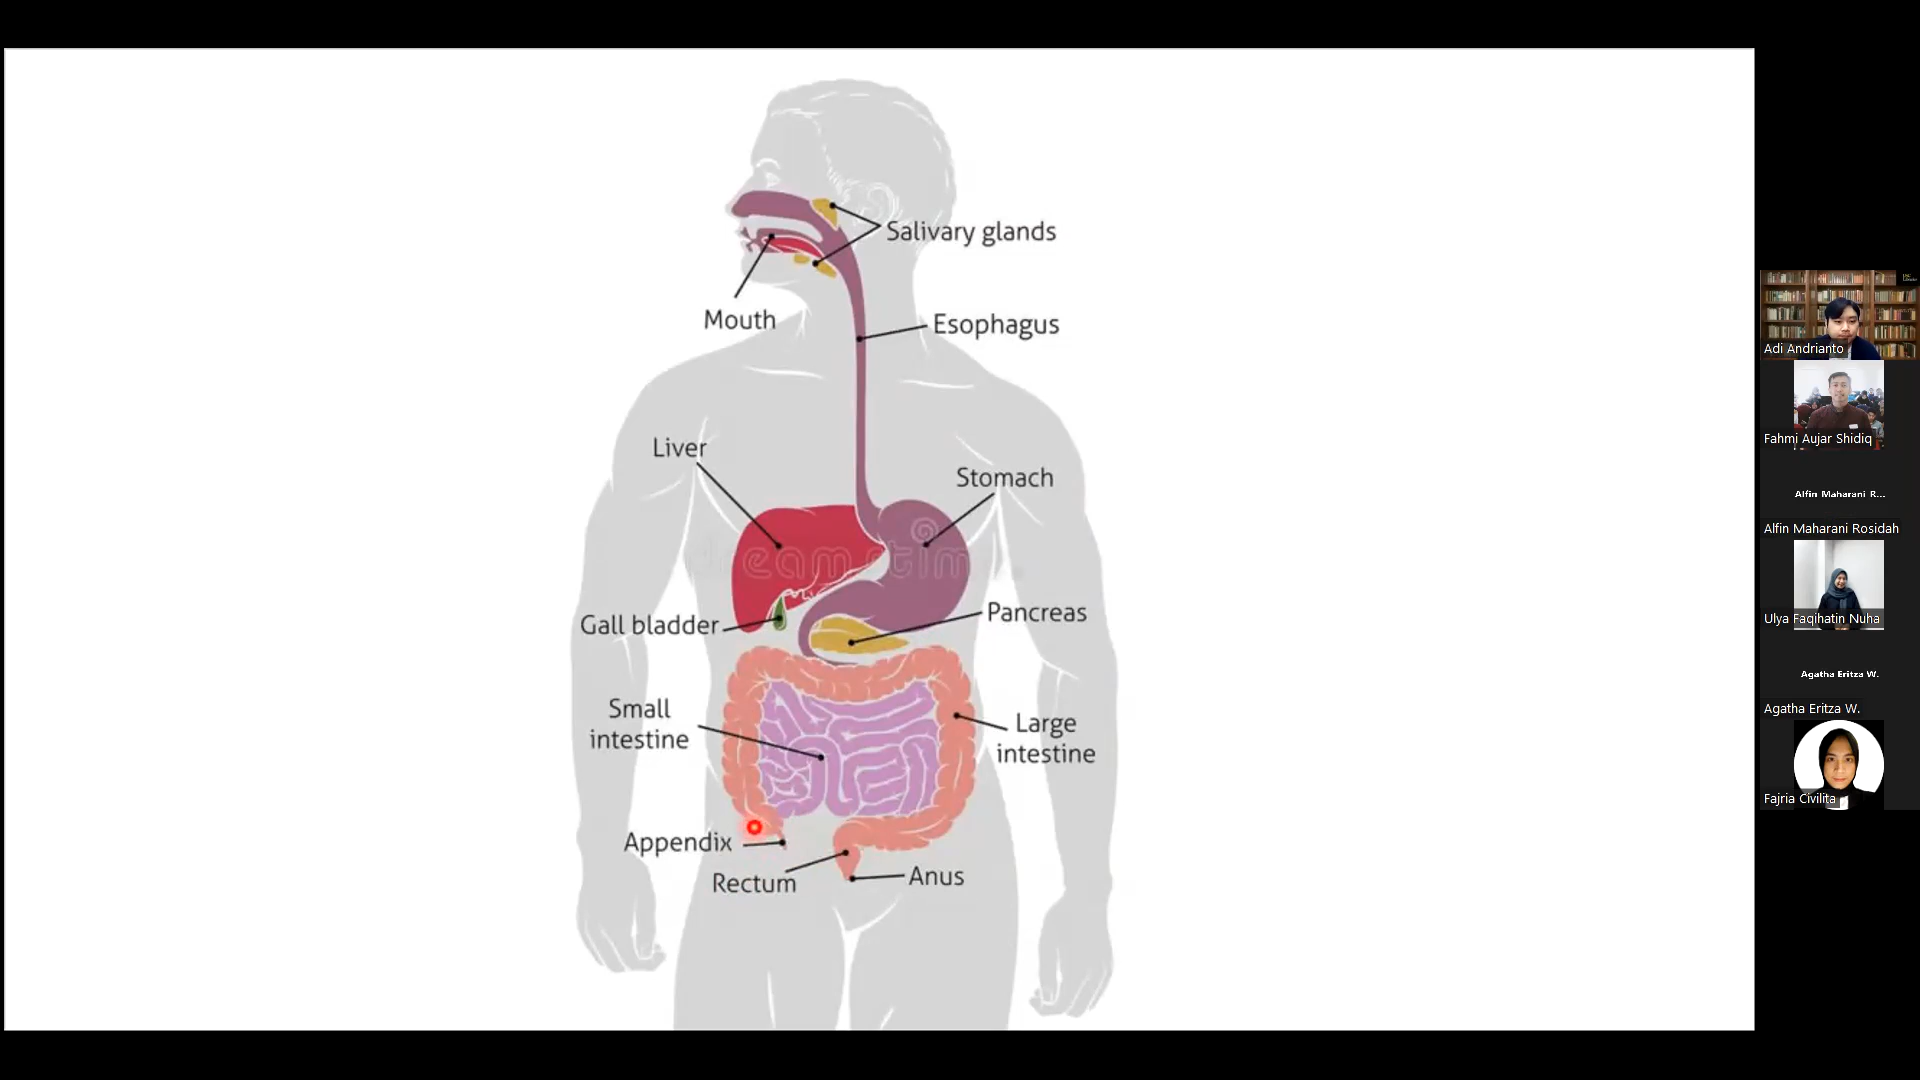 Salivary glands
Mouth
Esophagus
Liver
Stomach
dreamstim
Gall bladder
Pancreas
Small
intestine
Large
intestine
Appendix
Rectum
Anus
Adi Andrianto
Fahmi Aujar Shidiq
Alfin Maharani R...
Alfin Maharani Rosidah
Ulya Faqihatin Nuha
Agatha Eritza W.
Agatha Eritza W.
Fajria Civilita